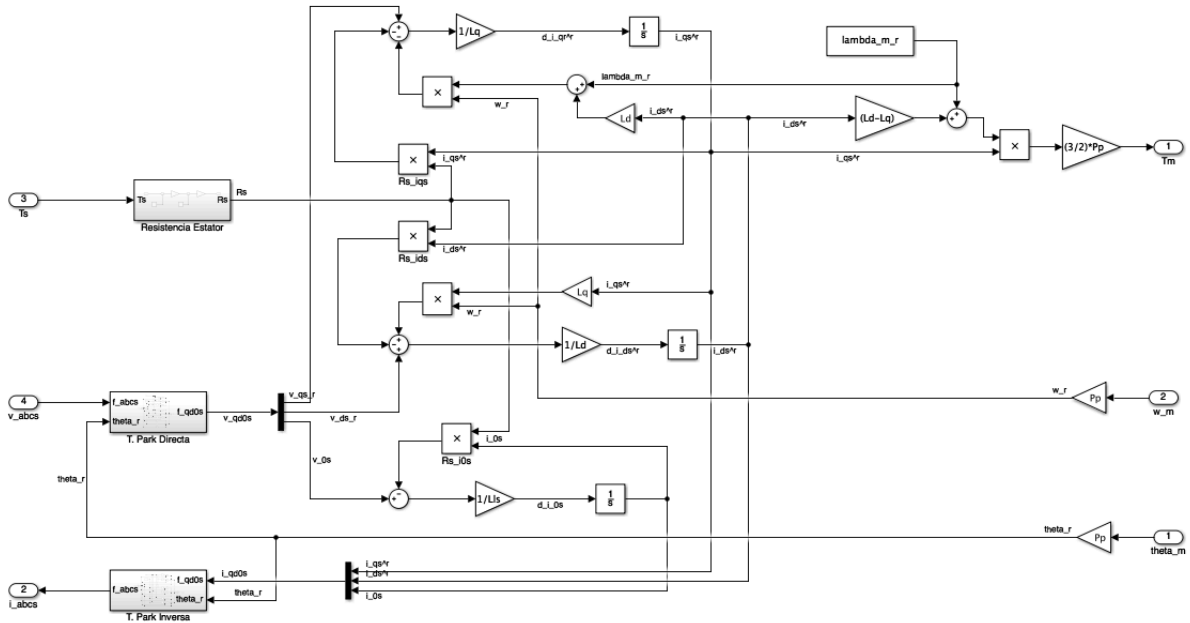 1/Lq
d_i_qr^r
1
s
i_qs^r
lambda_m_r
×
lambda_m_r
w_r
Ld
i_ds^r
i_ds^r
(Ld-Lq)
×
(3/2)*Pp
1
Tm
×
i_qs^r
Rs_iqs
i_qs^r
3
Ts
Ts
Rs
Resistencia Estator
Rs
×
i_ds^r
Rs_ids
×
w_r
Lq
i_qs^r
1/Ld
d_i_ds^r
1
s
i_ds^r
4
v_abcs
f_abcs
theta_r
f_qd0s
T. Park Directa
v_qd0s
v_qs_r
v_ds_r
v_0s
w_r
Pp
2
w_m
×
i_0s
Rs_i0s
theta_r
1/Lls
d_i_0s
1
s
theta_r
Pp
1
theta_m
2
i_abcs
f_abcs
f_qd0s
theta_r
T. Park Inversa
i_qd0s
theta_r
i_qs^r
i_ds^r
i_0s